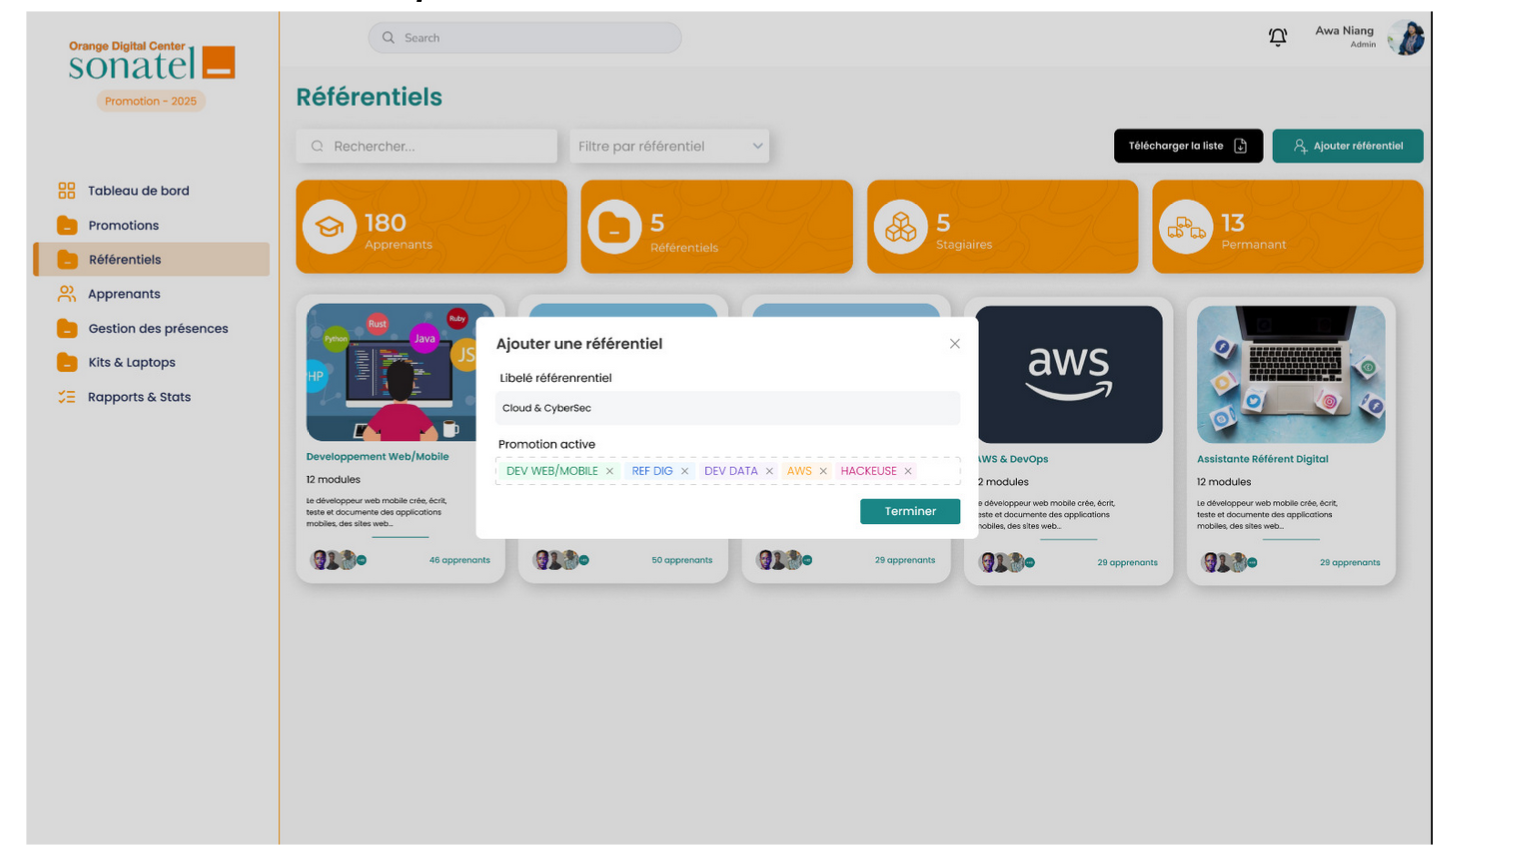 Orange Digital Center
sonatel
Promotion - 2025
Search
Awa Niang
Admin
Référentiels
Rechercher...
Filtre par référentiel
Télécharger la liste
Ajouter référentiel
Tableau de bord
Promotions
Référentiels
Apprenants
Gestion des présences
Kits & Laptops
Rapports & Stats
180
Apprenants
5
Référentiels
5
Stagiaires
13
Permanant
Python
Rust
Java
Ruby
JS
HP
aws
Ajouter une référentiel
Libelé référenrentiel
Cloud & CyberSec
Promotion active
DEV WEB/MOBILE ×
REF DIG ×
DEV DATA ×
AWS ×
HACKEUSE ×
Terminer
Developpement Web/Mobile
12 modules
Le développeur web mobile crée, écrit,
teste et documente des applications
mobiles, des sites web...
46 apprenants
50 apprenants
29 apprenants
WS & DevOps
2 modules
e développeur web mobile crée, écrit,
este et documente des applications
nobiles, des sites web...
29 apprenants
Assistante Référent Digital
12 modules
Le développeur web mobile crée, écrit,
teste et documente des applications
mobiles, des sites web...
29 apprenants